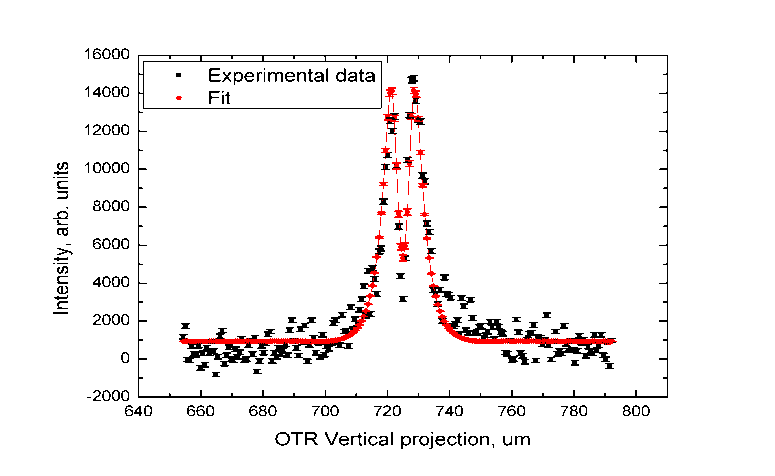 16000
14000
12000
10000
8000
6000
4000
2000
0
-2000
Experimental data
Fit
Intensity, arb. units
640 660 680 700 720 740 760 780 800
OTR Vertical projection, um